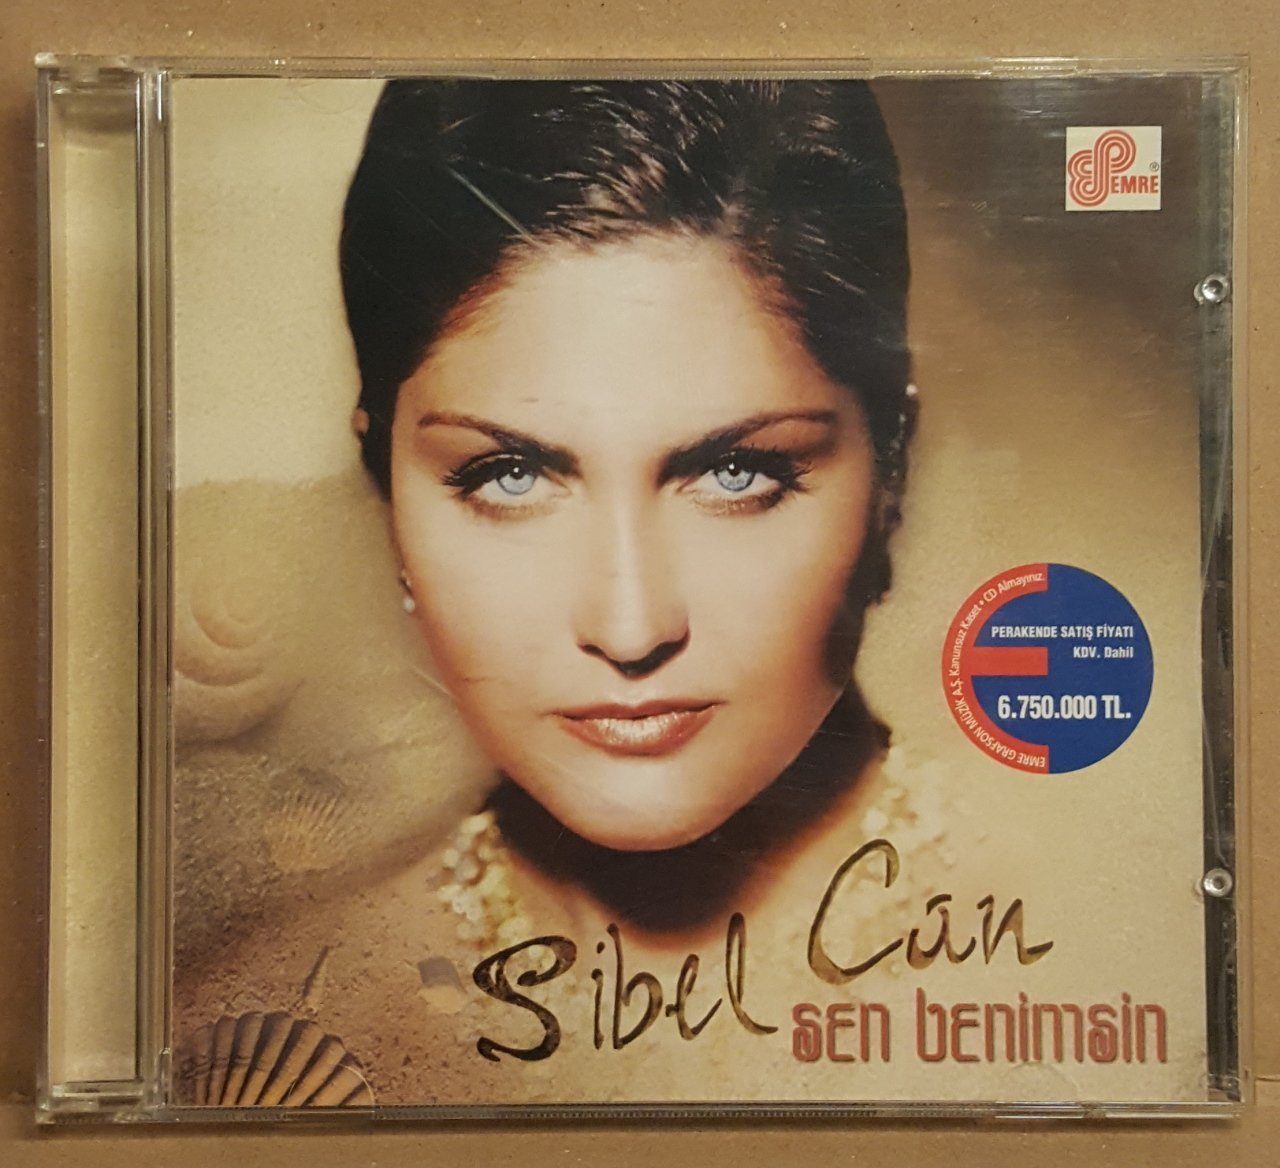 EMRE ®
EMRE GRAFSON MÜZİK A.Ş. Kanunsuz Kaset • CD Almayınız.
PERAKENDE SATIŞ FİYATI
KDV. Dahil
6.750.000 TL.
Sibel Can
sen benimsin